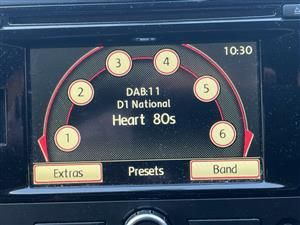 10:30
3
4
2
5
1
6
DAB:11
D1 National
Heart 80s
Extras
Presets
Band